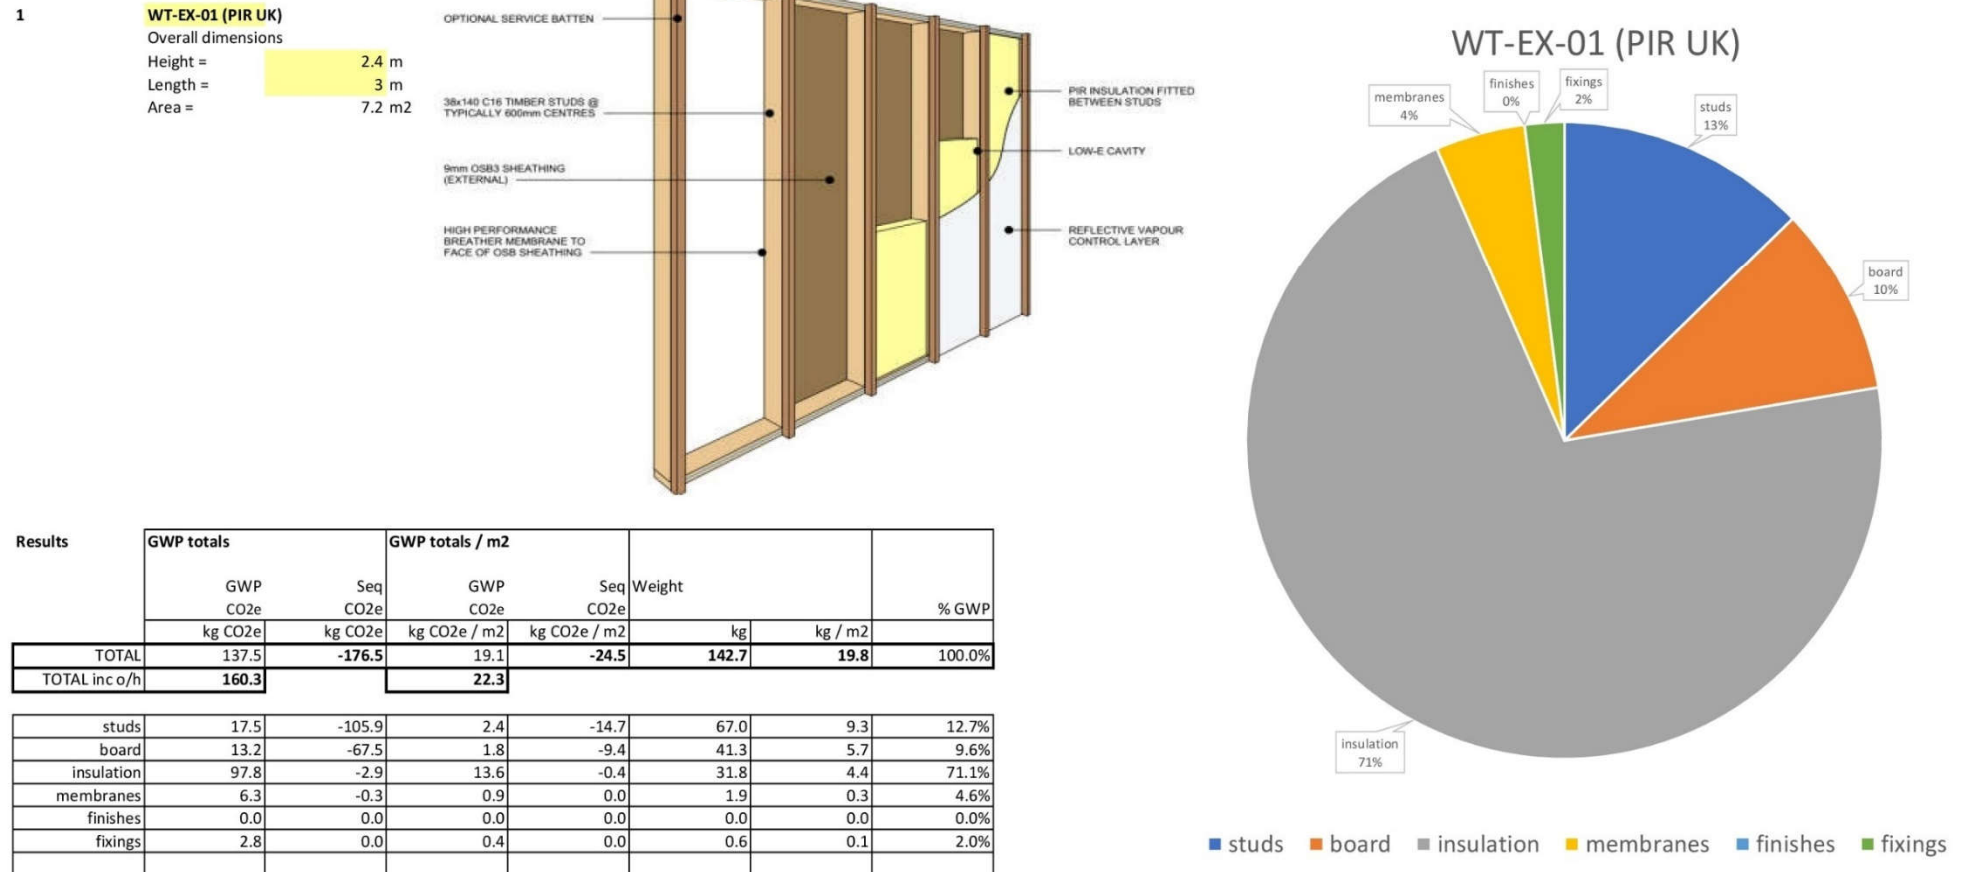 1 WT-EX-01 (PIR UK)
Overall dimensions
Height = 2.4 m
Length = 3 m
Area = 7.2 m2
OPTIONAL SERVICE BATTEN
38x140 C16 TIMBER STUDS @
TYPICALLY 600mm CENTRES
9mm OSB3 SHEATHING
(EXTERNAL)
HIGH PERFORMANCE
BREATHER MEMBRANE TO
FACE OF OSB SHEATHING
PIR INSULATION FITTED
BETWEEN STUDS
LOW-E CAVITY
REFLECTIVE VAPOUR
CONTROL LAYER
WT-EX-01 (PIR UK)
membranes
4%
finishes
0%
fixings
2%
studs
13%
board
10%
insulation
71%
studs board insulation membranes finishes fixings
Results GWP totals GWP totals / m2
GWP Seq GWP Seq Weight
CO2e CO2e CO2e CO2e % GWP
kg CO2e kg CO2e kg CO2e / m2 kg CO2e / m2 kg kg / m2
TOTAL 137.5 -176.5 19.1 -24.5 142.7 19.8 100.0%
TOTAL inc o/h 160.3 22.3
studs 17.5 -105.9 2.4 -14.7 67.0 9.3 12.7%
board 13.2 -67.5 1.8 -9.4 41.3 5.7 9.6%
insulation 97.8 -2.9 13.6 -0.4 31.8 4.4 71.1%
membranes 6.3 -0.3 0.9 0.0 1.9 0.3 4.6%
finishes 0.0 0.0 0.0 0.0 0.0 0.0 0.0%
fixings 2.8 0.0 0.4 0.0 0.6 0.1 2.0%